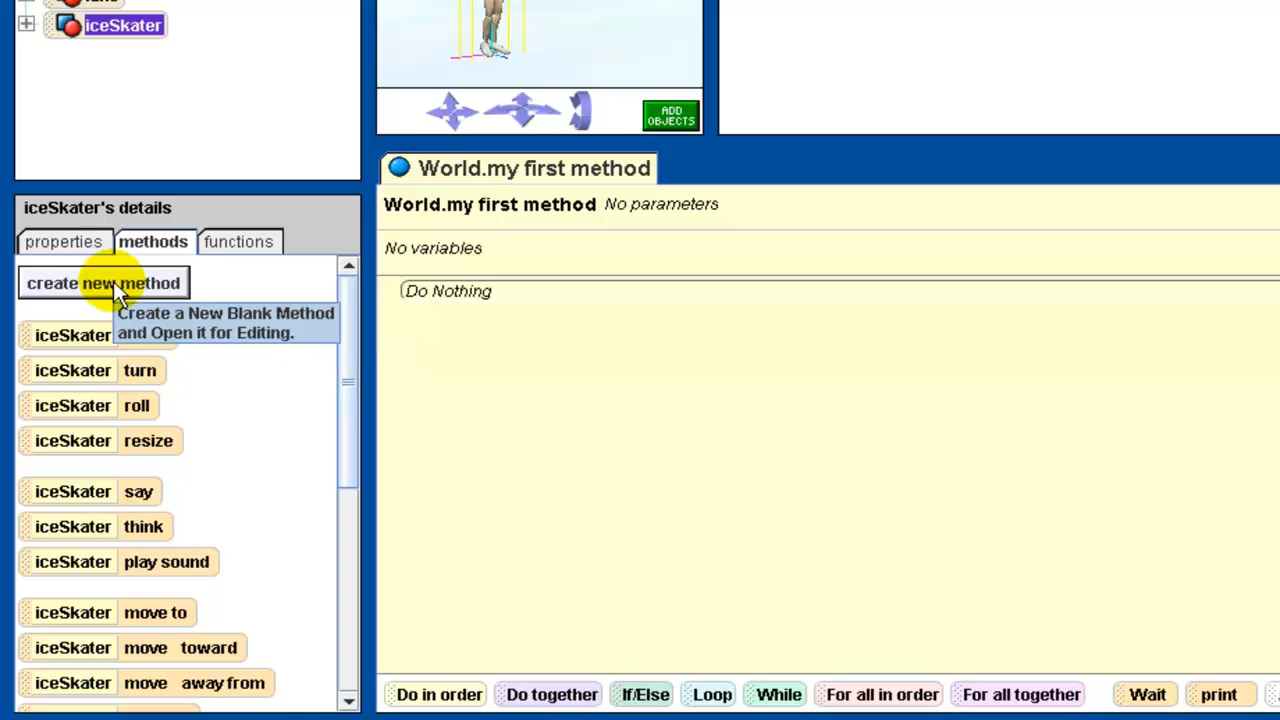 iceSkater
ADD
OBJECTS
World.my first method
World.my first method No parameters
No variables
Do Nothing
iceSkater's details
properties methods functions
create new method
Create a New Blank Method
and Open it for Editing.
iceSkater
iceSkater turn
iceSkater roll
iceSkater resize
iceSkater say
iceSkater think
iceSkater play sound
iceSkater move to
iceSkater move toward
iceSkater move away from
Do in order Do together If/Else Loop While For all in order For all together Wait print